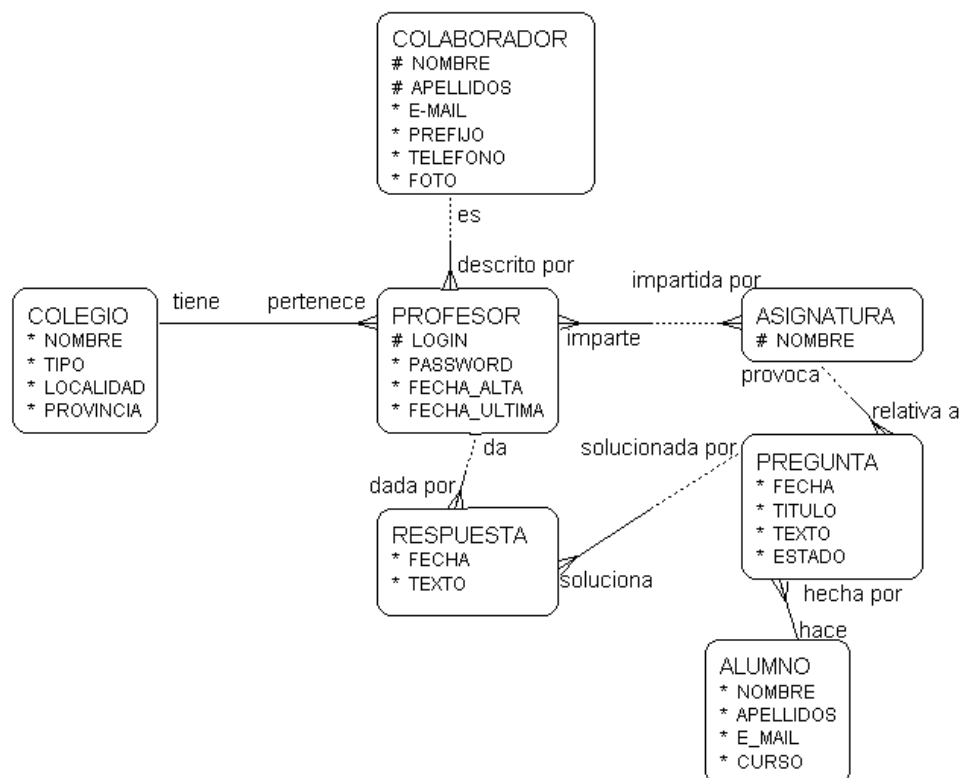 COLABORADOR
# NOMBRE
# APELLIDOS
* E-MAIL
* PREFIJO
* TELEFONO
* FOTO
es
descrito por
tiene
pertenece
impartida por
COLEGIO
* NOMBRE
* TIPO
* LOCALIDAD
* PROVINCIA
PROFESOR
# LOGIN
* PASSWORD
* FECHA_ALTA
* FECHA_ULTIMA
imparte
ASIGNATURA
# NOMBRE
provoca
relativa a
da
dada por
solucionada por
RESPUESTA
* FECHA
* TEXTO
soluciona
PREGUNTA
* FECHA
* TITULO
* TEXTO
* ESTADO
hecha por
hace
ALUMNO
* NOMBRE
* APELLIDOS
* E_MAIL
* CURSO